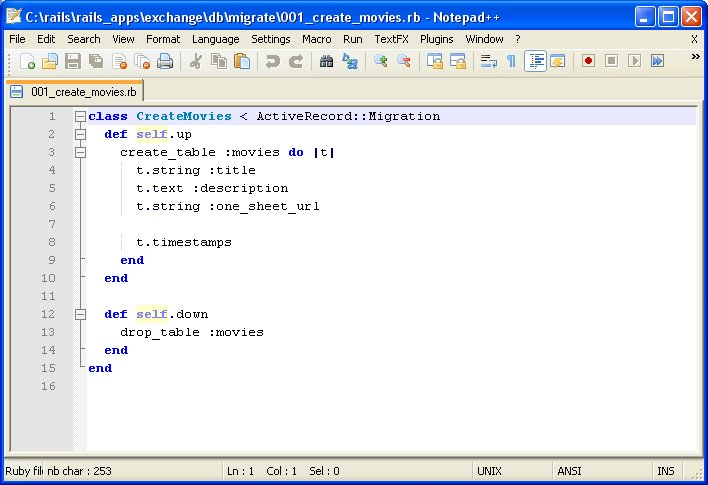 C:\rails\rails_apps\exchange\db\migrate\001_create_movies.rb - Notepad++
File Edit Search View Format Language Settings Macro Run TextFX Plugins Window ? X
001_create_movies.rb
1 class CreateMovies < ActiveRecord::Migration
2 def self.up
3 create_table :movies do |t|
4 t.string :title
5 t.text :description
6 t.string :one_sheet_url
7
8 t.timestamps
9 end
10 end
11
12 def self.down
13 drop_table :movies
14 end
15 end
16
Ruby file nb char : 253 Ln : 1 Col : 1 Sel : 0 UNIX ANSI INS